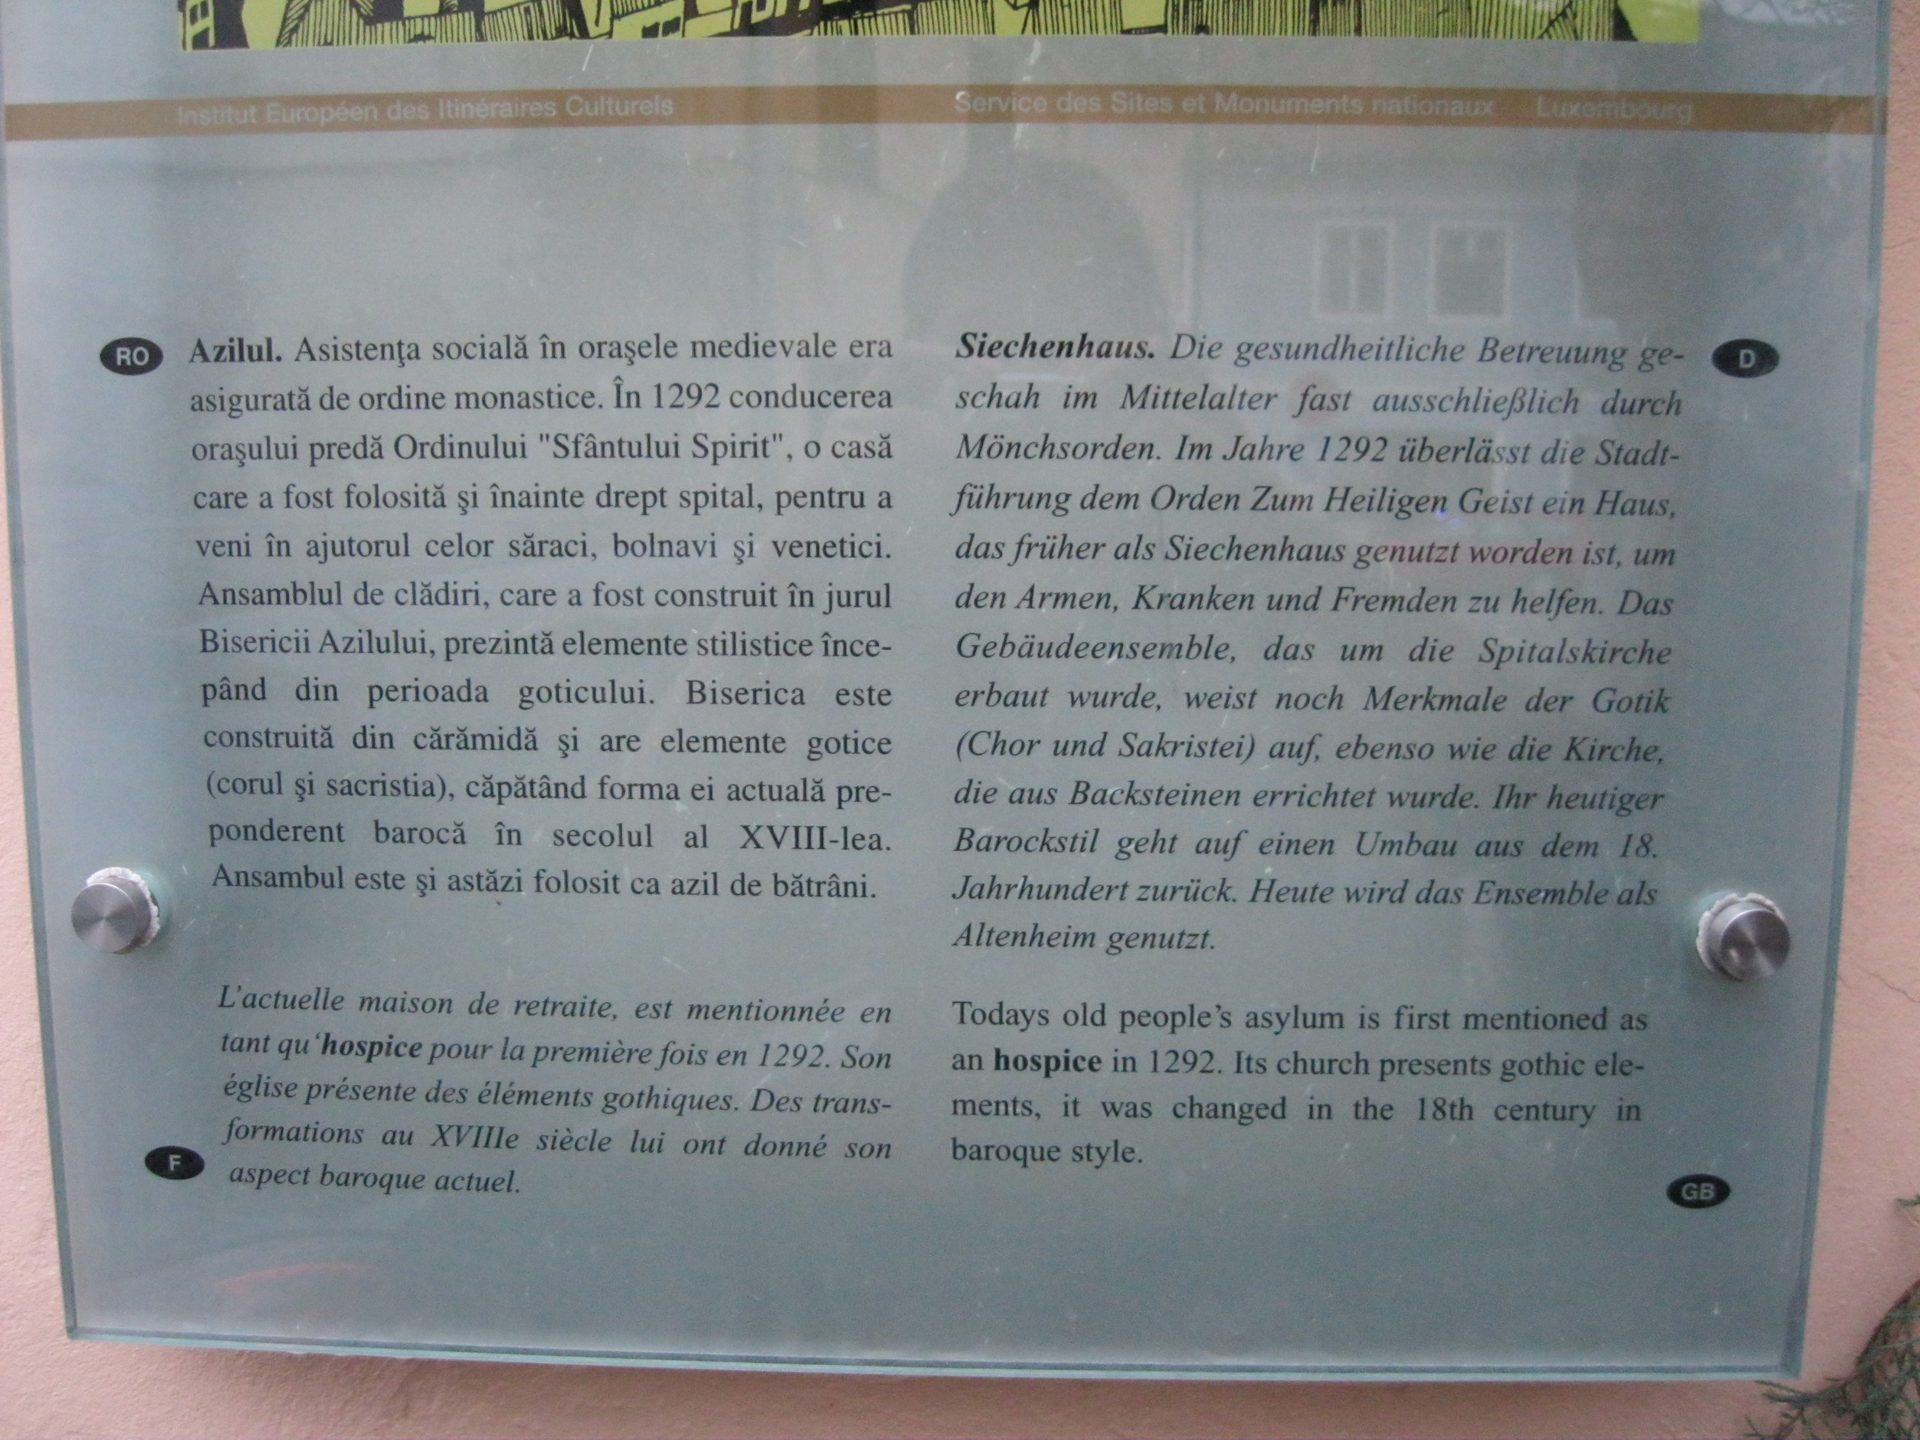 Institut Européen des Itinéraires Culturels
Service des Sites et Monuments nationaux Luxembourg
RO
Azilul. Asistenţa socială în oraşele medievale era
asigurată de ordine monastice. În 1292 conducerea
oraşului predă Ordinului "Sfântului Spirit", o casă
care a fost folosită şi înainte drept spital, pentru a
veni în ajutorul celor săraci, bolnavi şi venetici.
Ansamblul de clădiri, care a fost construit în jurul
Bisericii Azilului, prezintă elemente stilistice înce-
pând din perioada goticului. Biserica este
construită din cărămidă şi are elemente gotice
(corul şi sacristia), căpătând forma ei actuală pre-
ponderent barocă în secolul al XVIII-lea.
Ansambul este şi astăzi folosit ca azil de bătrâni.
D
Siechenhaus. Die gesundheitliche Betreuung ge-
schah im Mittelalter fast ausschließlich durch
Mönchsorden. Im Jahre 1292 überlässt die Stadt-
führung dem Orden Zum Heiligen Geist ein Haus,
das früher als Siechenhaus genutzt worden ist, um
den Armen, Kranken und Fremden zu helfen. Das
Gebäudeensemble, das um die Spitalskirche
erbaut wurde, weist noch Merkmale der Gotik
(Chor und Sakristei) auf, ebenso wie die Kirche,
die aus Backsteinen errichtet wurde. Ihr heutiger
Barockstil geht auf einen Umbau aus dem 18.
Jahrhundert zurück. Heute wird das Ensemble als
Altenheim genutzt.
L'actuelle maison de retraite, est mentionnée en
tant qu'hospice pour la première fois en 1292. Son
église présente des éléments gothiques. Des trans-
formations au XVIIIe siècle lui ont donné son
aspect baroque actuel.
F
Todays old people's asylum is first mentioned as
an hospice in 1292. Its church presents gothic ele-
ments, it was changed in the 18th century in
baroque style.
GB